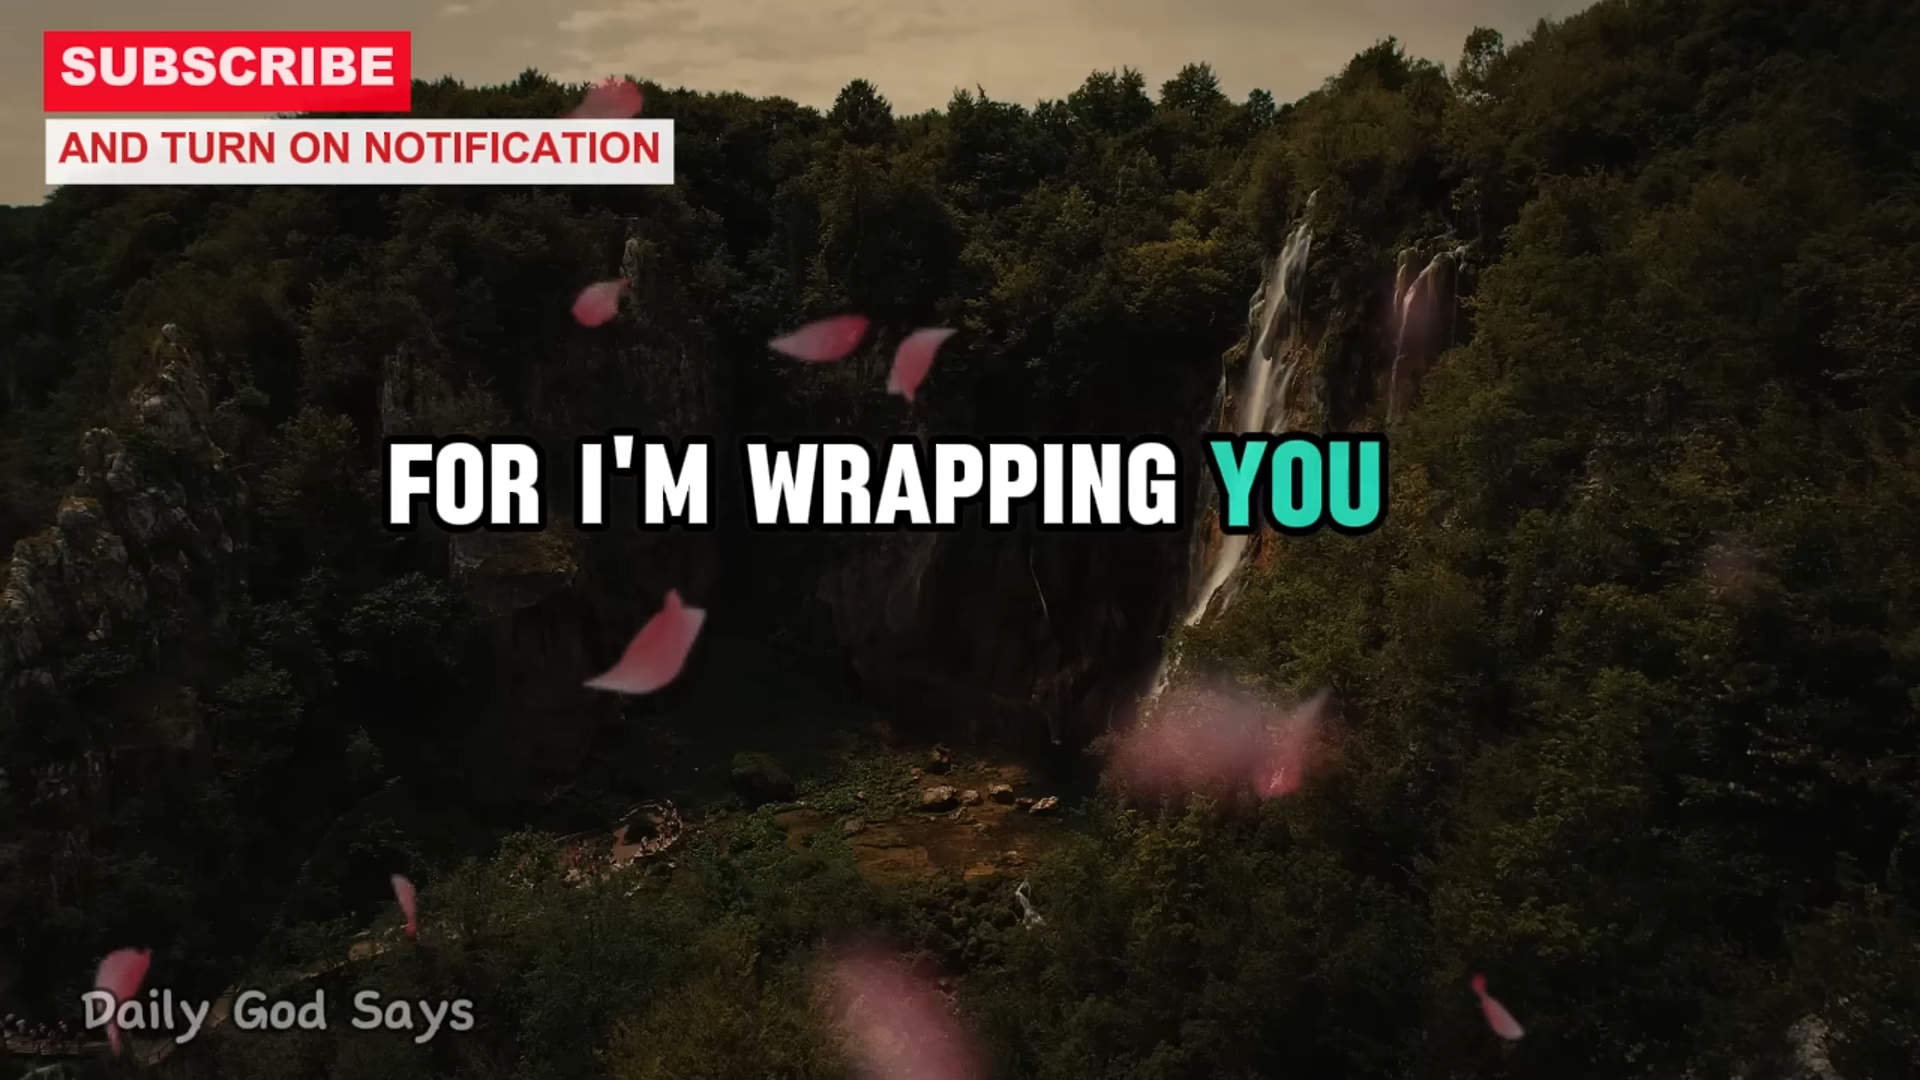 SUBSCRIBE
AND TURN ON NOTIFICATION
FOR I'M WRAPPING YOU
Daily God Says